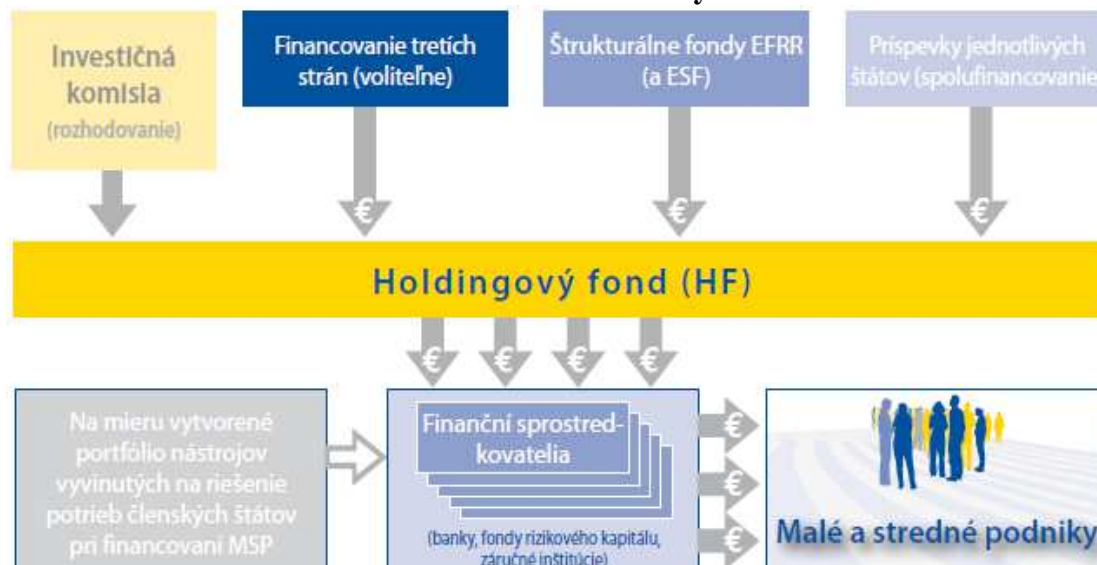 Investičná
komisia
(rozhodovanie)
Financovanie tretích
strán (voliteľne)
Štrukturálne fondy EFRR
(a ESF)
Príspevky jednotlivých
štátov (spolufinancovanie
€ € €
Holdingový fond (HF)
€ € € €
Na mieru vytvorené
portfólio nástrojov
vyvinutých na riešenie
potrieb členských štátov
pri financovaní MSP
Finanční sprostred-
kovatelia
(banky, fondy rizikového kapitálu,
záručné inštitúcie)
€
€
€
Malé a stredné podniky